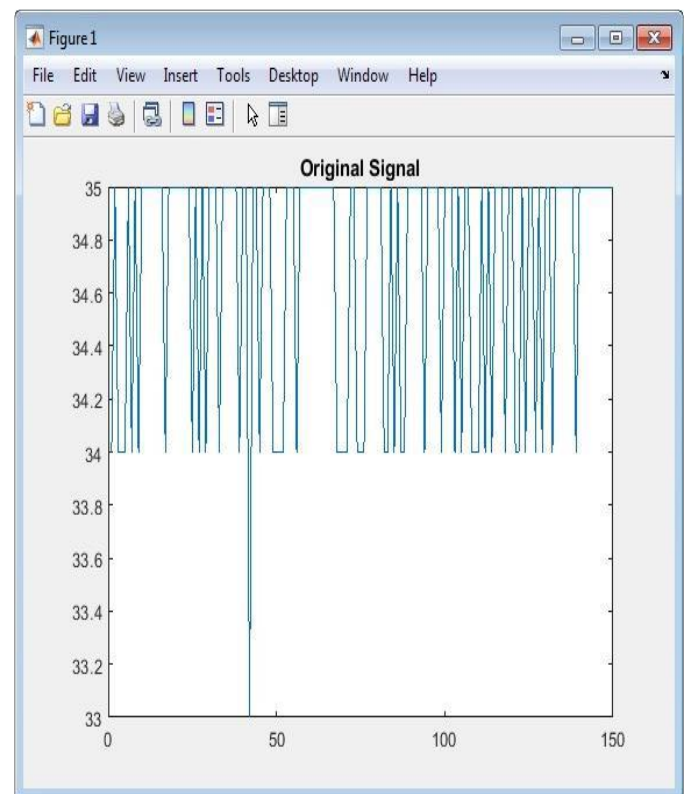 Figure 1
File Edit View Insert Tools Desktop Window Help
Original Signal
35
34.8
34.6
34.4
34.2
34
33.8
33.6
33.4
33.2
33
0 50 100 150